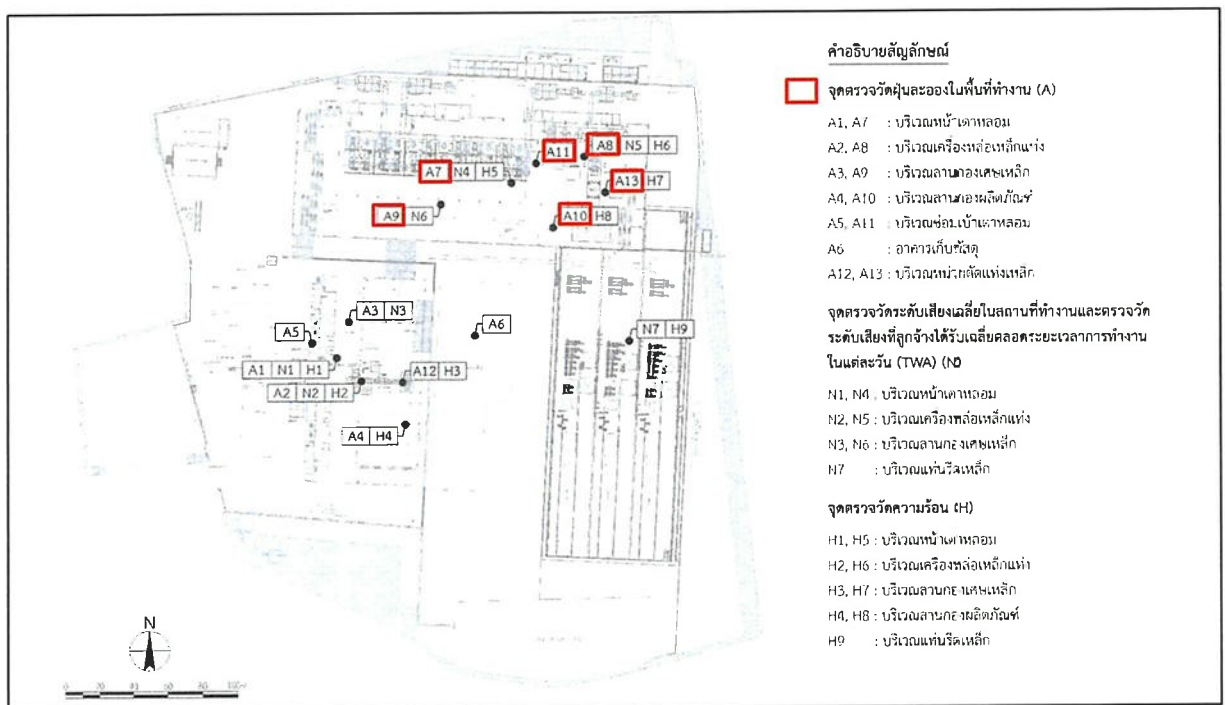 คำอธิบายสัญลักษณ์
จุดตรวจวัดฝุ่นละอองในพื้นที่ทำงาน (A)
A1, A7 : บริเวณหน้าเตาหลอม
A2, A8 : บริเวณเครื่องหล่อเหล็กแท่ง
A3, A9 : บริเวณลานกองเศษเหล็ก
A4, A10 : บริเวณลานกองผลิตภัณฑ์
A5, A11 : บริเวณซ่อมเบ้าเตาหลอม
A6 : อาคารเก็บวัสดุ
A12, A13 : บริเวณหน่วยตัดแท่งเหล็ก
จุดตรวจวัดระดับเสียงเฉลี่ยในสถานที่ทำงานและตรวจวัด
ระดับเสียงที่ลูกจ้างได้รับเฉลี่ยตลอดระยะเวลาการทำงาน
ในแต่ละวัน (TWA) (N)
N1, N4 : บริเวณหน้าเตาหลอม
N2, N5 : บริเวณเครื่องหล่อเหล็กแท่ง
N3, N6 : บริเวณลานกองเศษเหล็ก
N7 : บริเวณแท่นรีดเหล็ก
จุดตรวจวัดความร้อน (H)
H1, H5 : บริเวณหน้าเตาหลอม
H2, H6 : บริเวณเครื่องหล่อเหล็กแท่ง
H3, H7 : บริเวณลานกองเศษเหล็ก
H4, H8 : บริเวณลานกองผลิตภัณฑ์
H9 : บริเวณแท่นรีดเหล็ก
A11
A8 N5 H6
A7 N4 H5
A13 H7
A9 N6
A10 H8
A3 N3
A5
A6
N7 H9
A1 N1 H1
A12 H3
A2 N2 H2
A4 H4
N
0 20 40 60 80 100